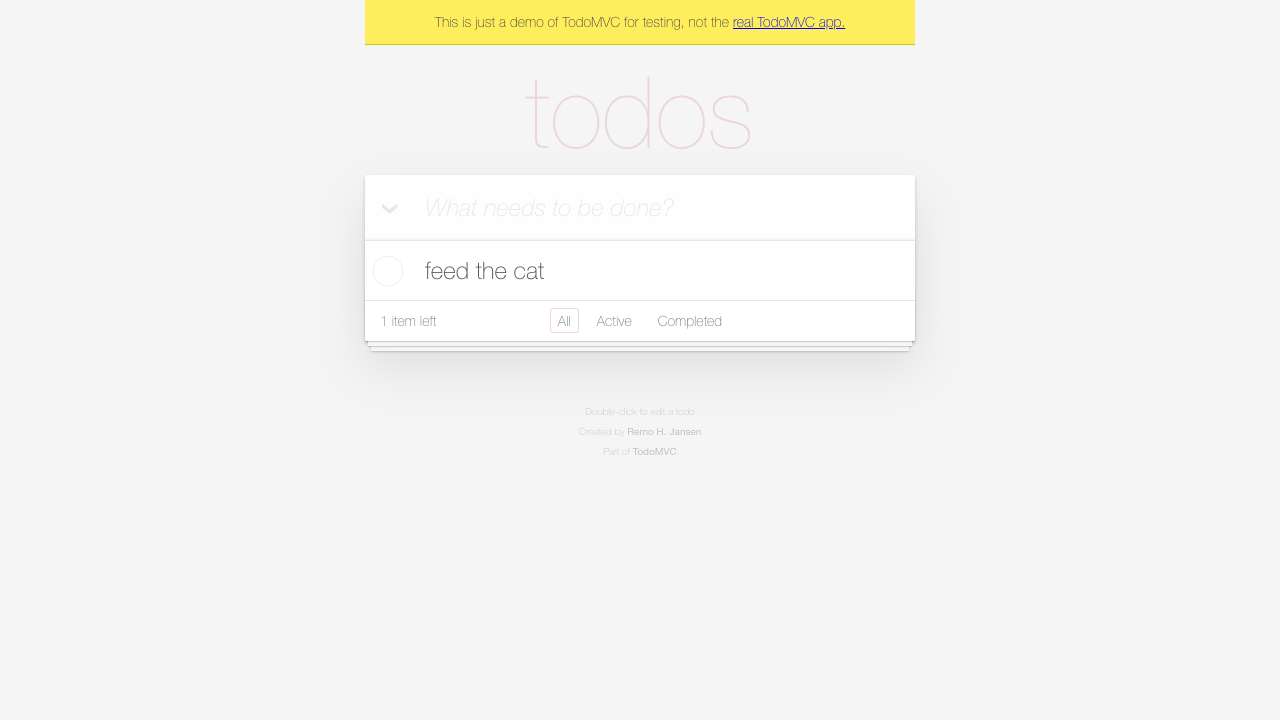 This is just a demo of TodoMVC for testing, not the real TodoMVC app.
todos
What needs to be done?
feed the cat
1 item left
All
Active
Completed
Double-click to edit a todo
Created by Remo H. Jansen
Part of TodoMVC